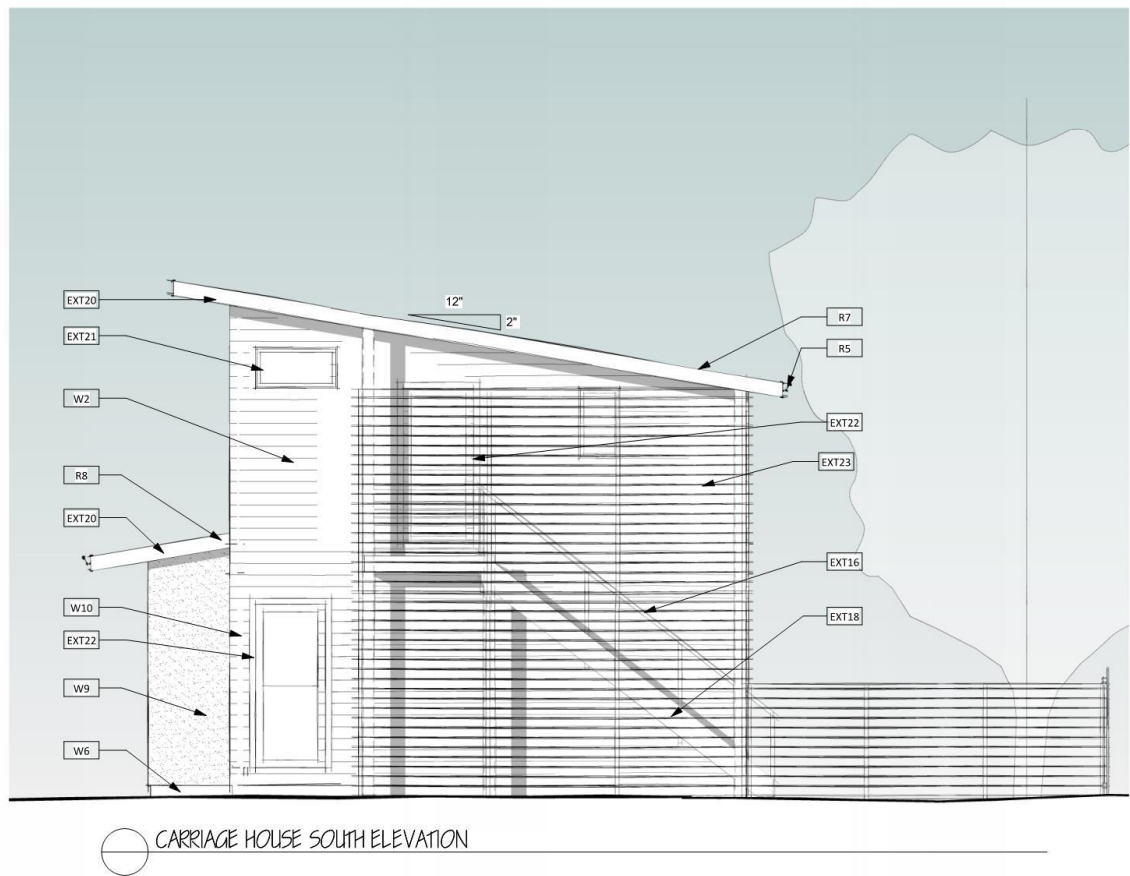 12"
2"
EXT20
EXT21
W2
R8
EXT20
W10
EXT22
W9
W6
R7
R5
EXT22
EXT23
EXT16
EXT18
CARRIAGE HOUSE SOUTH ELEVATION